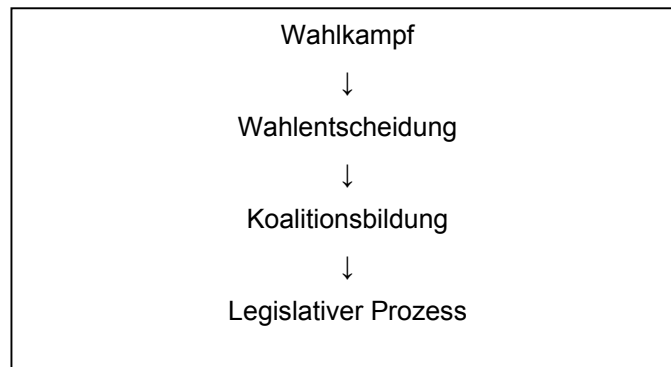 Wahlkampf
↓
Wahlentscheidung
↓
Koalitionsbildung
↓
Legislativer Prozess